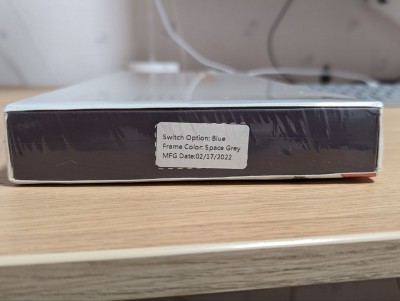 Switch Option: Blue
Frame Color: Space Grey
MFG Date:02/17/2022